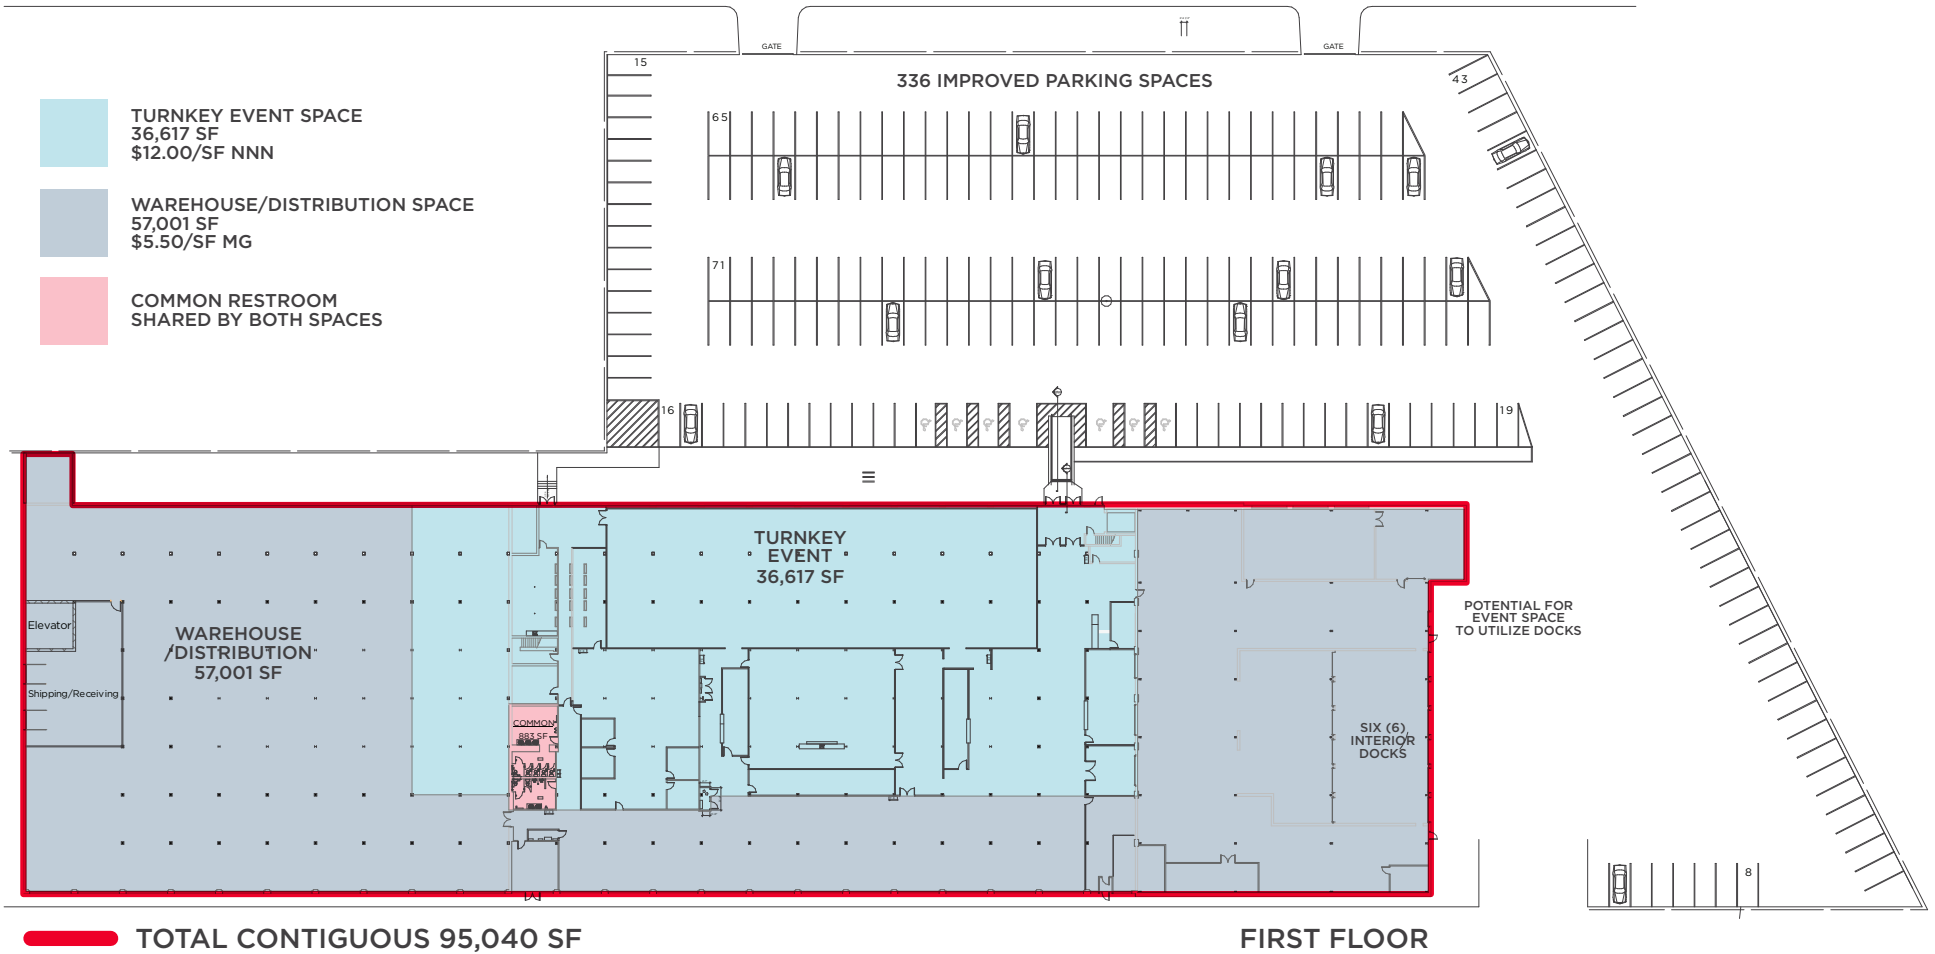 GATE
GATE
15
336 IMPROVED PARKING SPACES
43
65
TURNKEY EVENT SPACE
36,617 SF
$12.00/SF NNN
WAREHOUSE/DISTRIBUTION SPACE
57,001 SF
$5.50/SF MG
71
COMMON RESTROOM
SHARED BY BOTH SPACES
16
19
TURNKEY
EVENT
36,617 SF
POTENTIAL FOR
EVENT SPACE
TO UTILIZE DOCKS
Elevator
WAREHOUSE
/DISTRIBUTION
57,001 SF
Shipping/Receiving
COMMON
883 SF
SIX (6)
INTERIOR
DOCKS
8
TOTAL CONTIGUOUS 95,040 SF
FIRST FLOOR